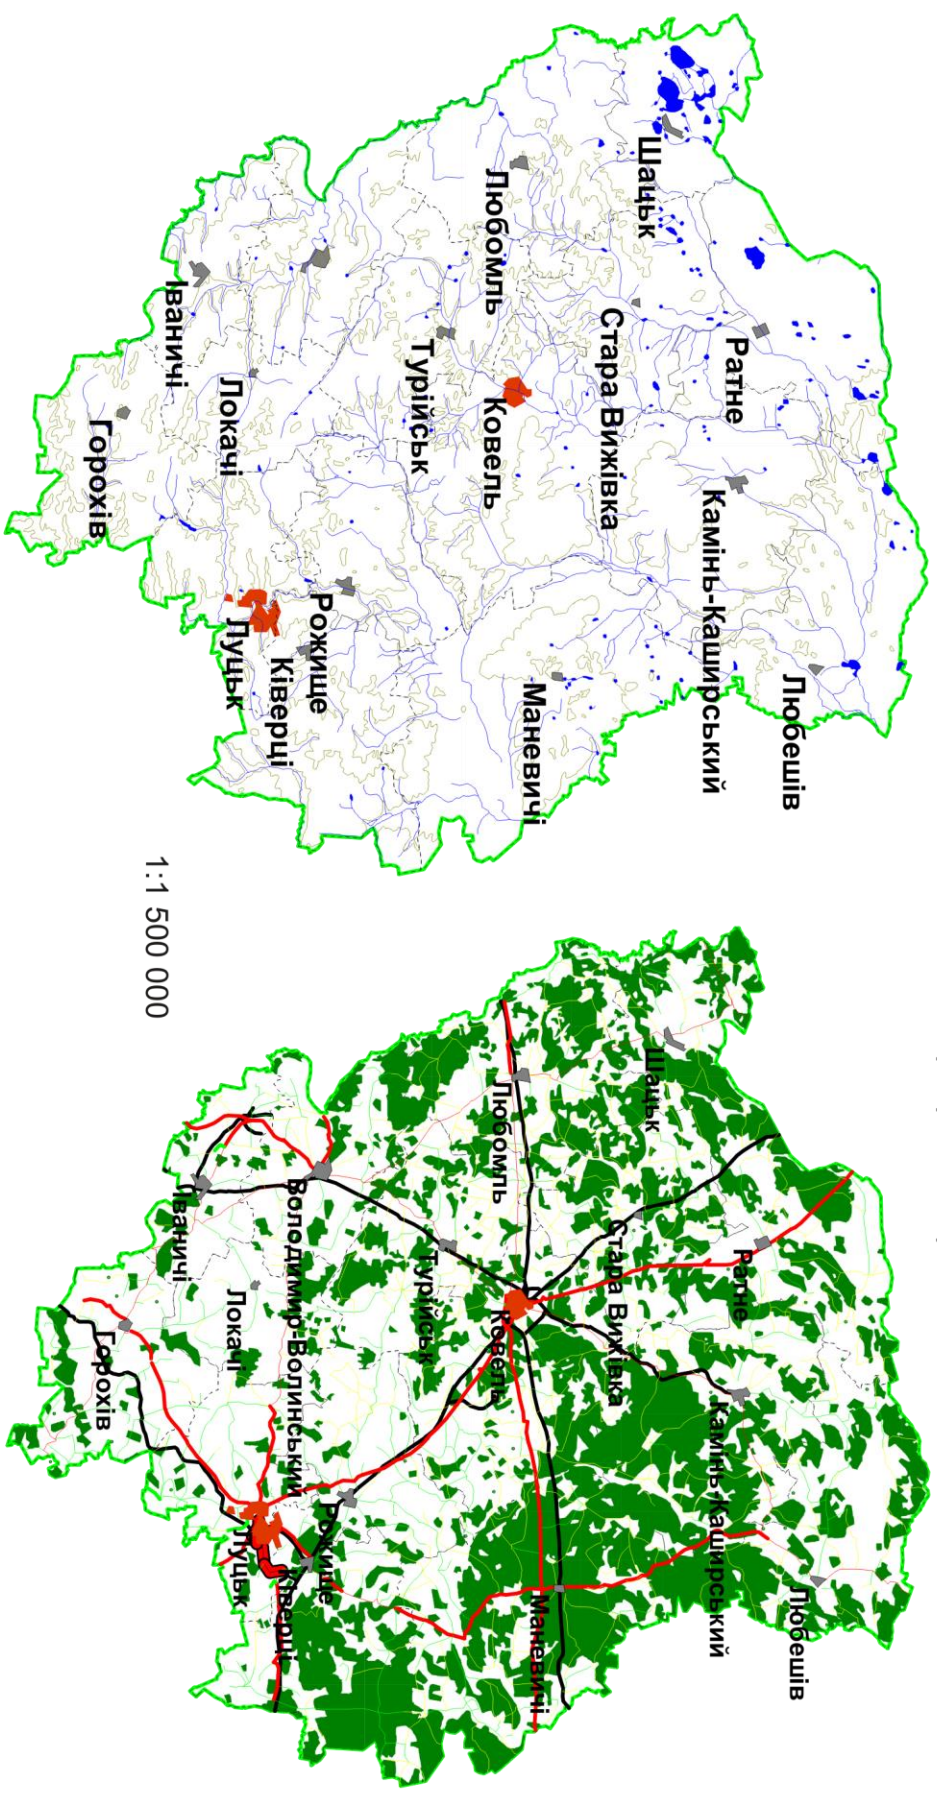 Шацьк
Ратне
Любешів
Камінь-Каширський
Любомль
Стара Вижівка
Ковель
Маневичі
Турійськ
Рожище
Локачі
Ківерці
Луцьк
Іваничі
Горохів
1:1 500 000
Шацьк
Ратне
Любешів
Камінь-Каширський
Любомль
Стара Вижівка
Ковель
Маневичі
Турійськ
Володимир-Волинський
Рожище
Локачі
Ківерці
Луцьк
Іваничі
Горохів